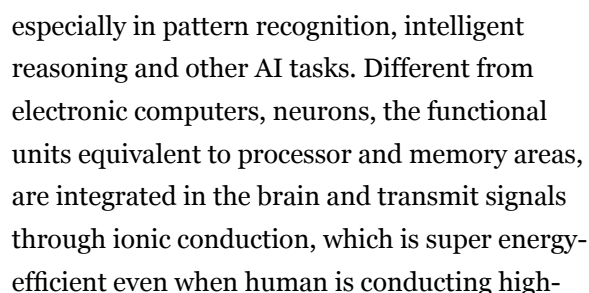 especially in pattern recognition, intelligent
reasoning and other AI tasks. Different from
electronic computers, neurons, the functional
units equivalent to processor and memory areas,
are integrated in the brain and transmit signals
through ionic conduction, which is super energy-
efficient even when human is conducting high-